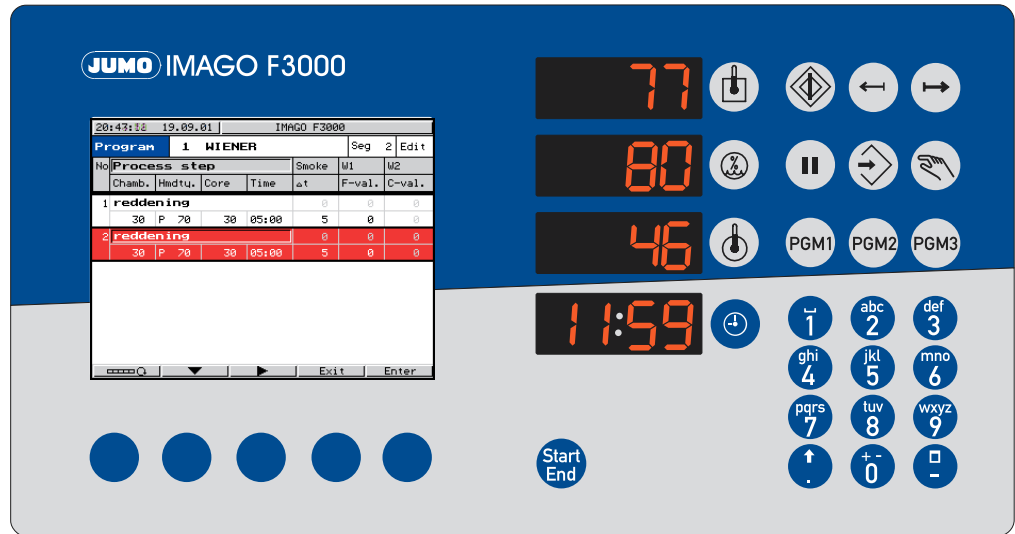 JUMO IMAGO F3000
20:43: 19.09.01 IMAGO F3000
Program 1 WIENER Seg 2 Edit
No Process step Smoke W1 W2
Chamb. Hmdty. Core Time Δt F-val. C-val.
1 reddening 0 0 0
30 P 70 30 05:00 5 0 0
2 reddening 0 0 0
30 P 70 30 05:00 5 0 0
Exit Enter
77
80
%
46
PGM1 PGM2 PGM3
11:59
1 abc 2 def 3
ghi 4 jkl 5 mno 6
pqrs 7 tuv 8 wxyz 9
. + - 0 -
Start
End